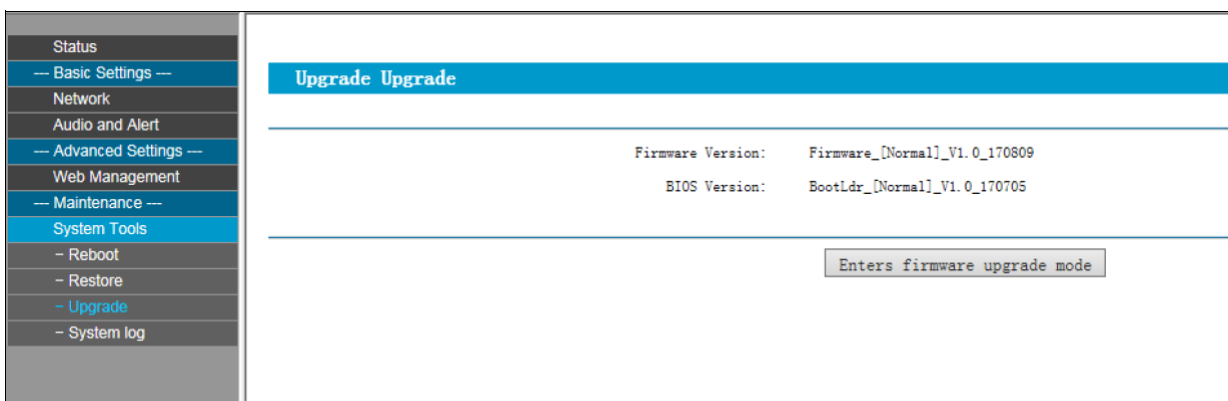 Status
--- Basic Settings ---
Network
Audio and Alert
--- Advanced Settings ---
Web Management
--- Maintenance ---
System Tools
– Reboot
– Restore
– Upgrade
– System log
Upgrade Upgrade
Firmware Version: Firmware_[Normal]_V1.0_170809
BIOS Version: BootLdr_[Normal]_V1.0_170705
Enters firmware upgrade mode